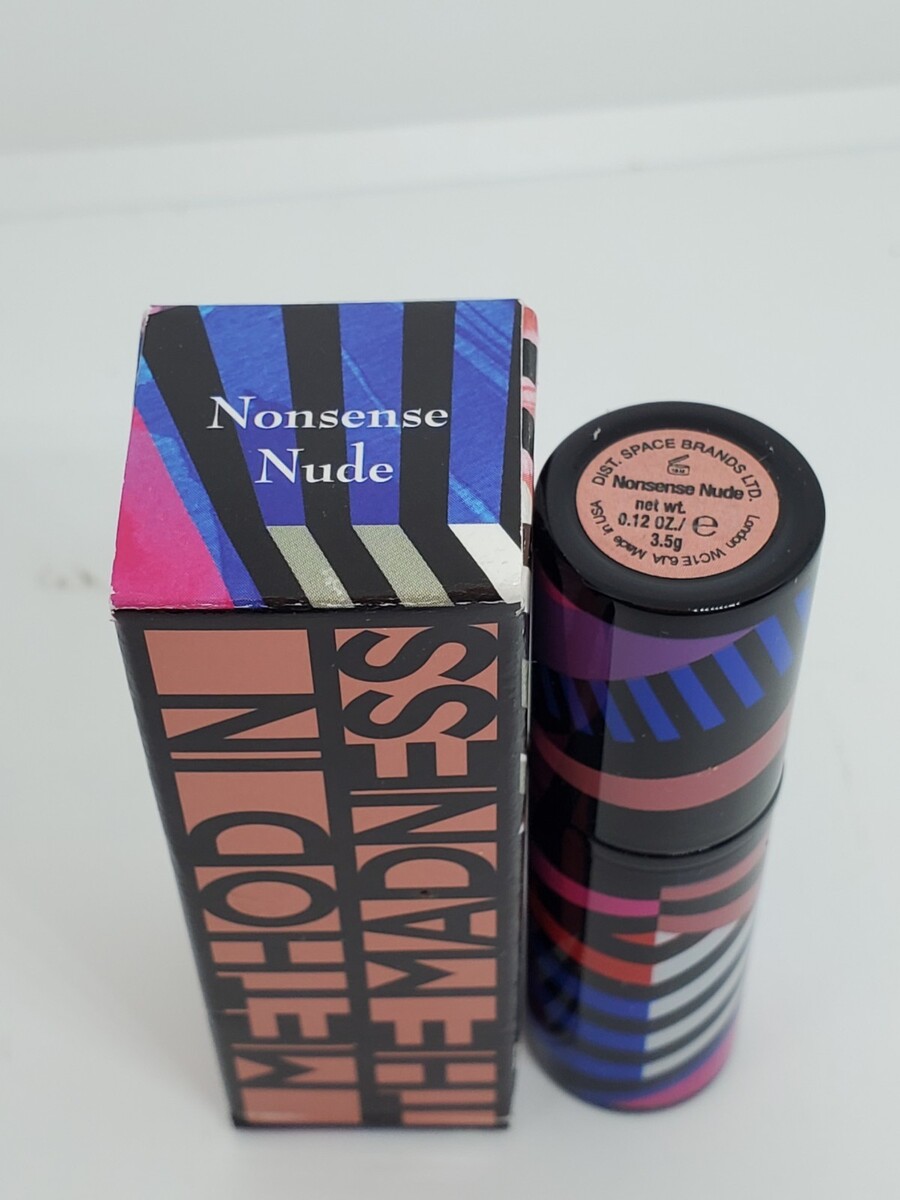 Nonsense
Nude
METHOD IN
THE MADNESS
DIST. SPACE BRANDS LTD.
London WC1E 6JA Made in USA
Nonsense Nude
net wt.
0.12 OZ./ e
3.5g